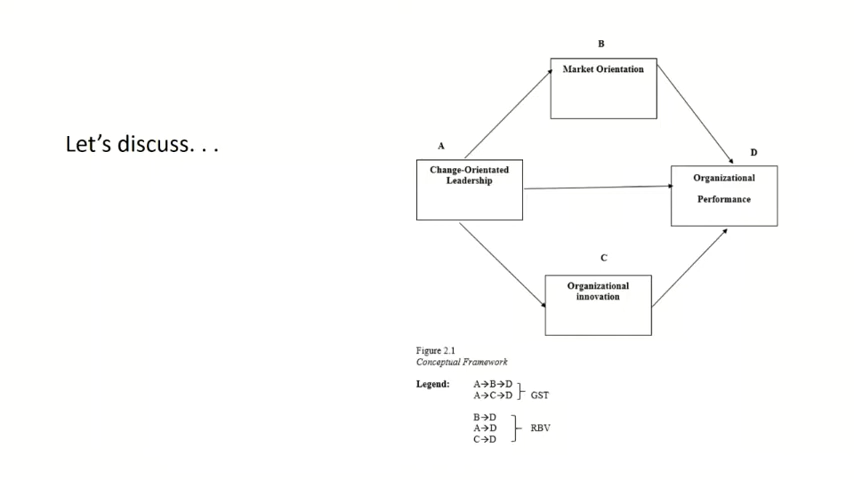 Let's discuss. . .
B
Market Orientation
A
Change-Orientated
Leadership
D
Organizational
Performance
C
Organizational
innovation
Figure 2.1
Conceptual Framework
Legend:
A→B→D
A→C→D
GST
B→D
A→D
C→D
RBV